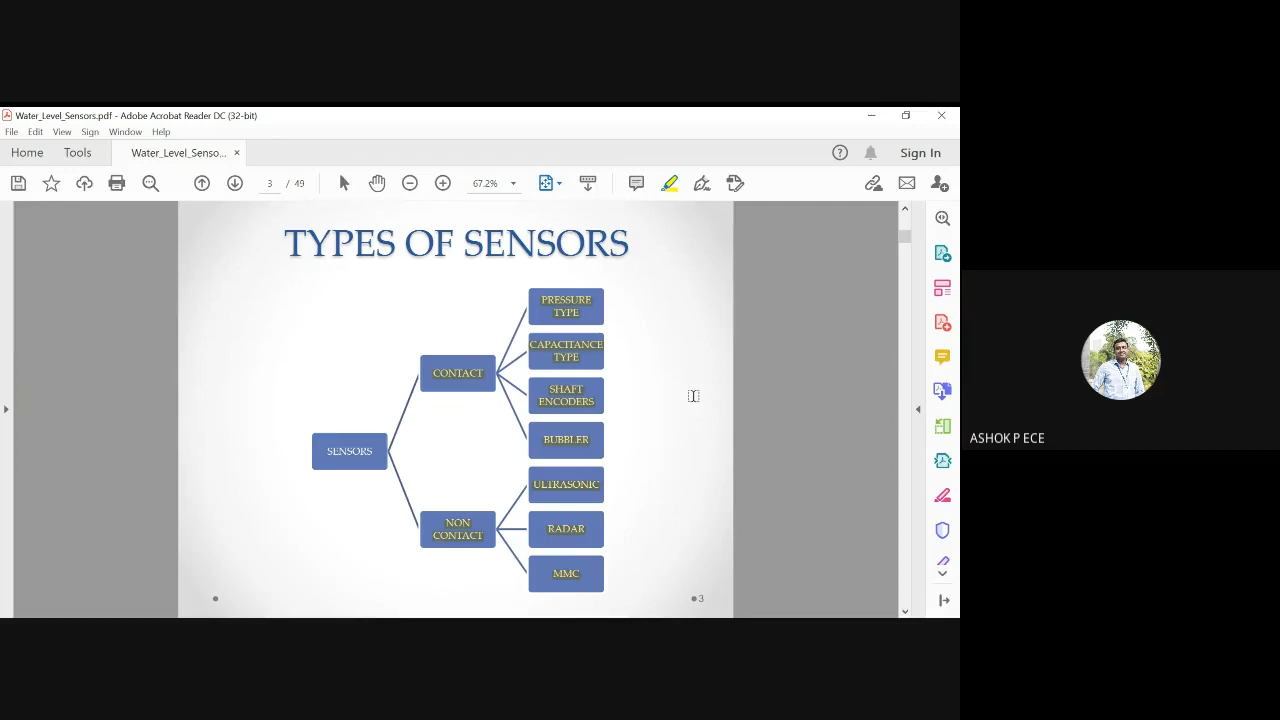 Water_Level_Sensors.pdf - Adobe Acrobat Reader DC (32-bit)
File Edit View Sign Window Help
Home Tools Water_Level_Senso... × Sign In
3 / 49 67.2%
TYPES OF SENSORS
PRESSURE
TYPE
CAPACITANCE
TYPE
CONTACT
SHAFT
ENCODERS
BUBBLER
SENSORS
ULTRASONIC
NON
CONTACT
RADAR
MMC
3
ASHOK P ECE